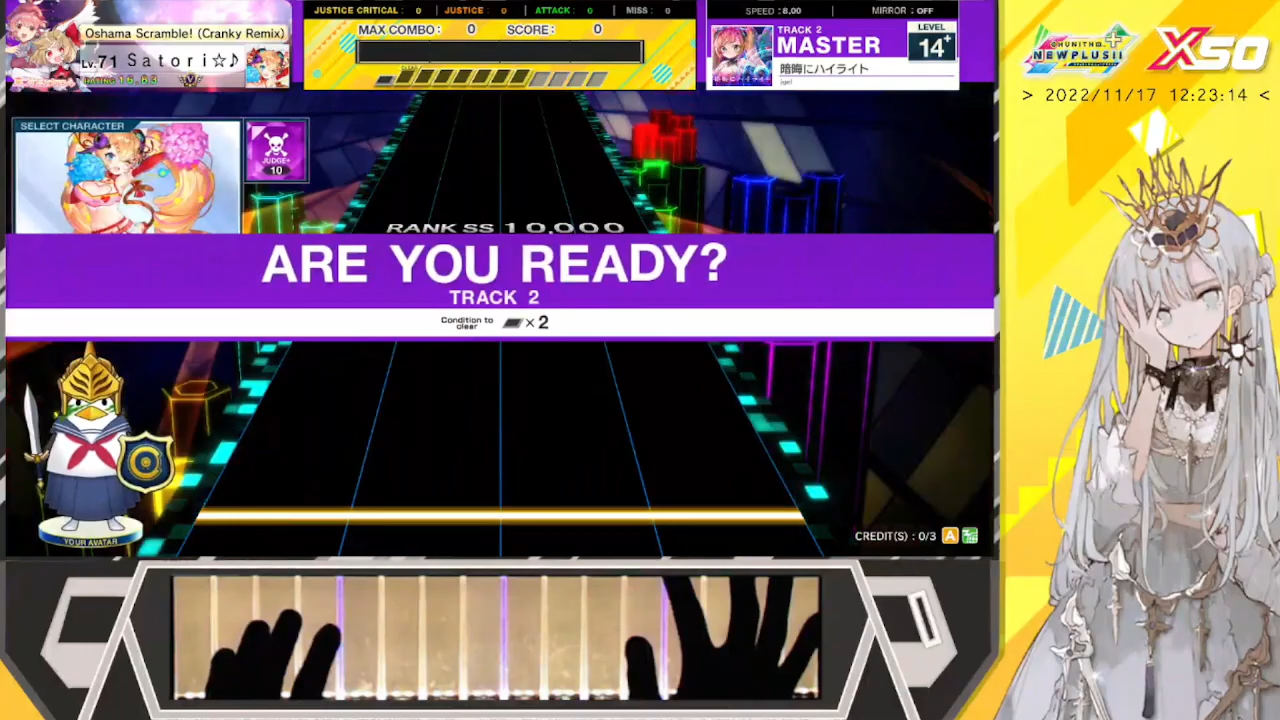 Oshama Scramble! (Cranky Remix)
Lv.71 Satori☆♪
RATING 16.63
JUSTICE CRITICAL : 0 | JUSTICE : 0 | ATTACK : 0 | MISS : 0
MAX COMBO: 0 SCORE: 0
SPEED :8.00 | MIRROR : OFF
TRACK 2
MASTER
LEVEL
14+
暗晦にハイライト
CHUNITHM
NEWPLUS!!
X50
> 2022/11/17 12:23:14 <
SELECT CHARACTER
JUDGE+
10
RANK SS 10,000
ARE YOU READY?
TRACK 2
Condition to
clear
× 2
YOUR AVATAR
CREDIT(S) : 0/3 A